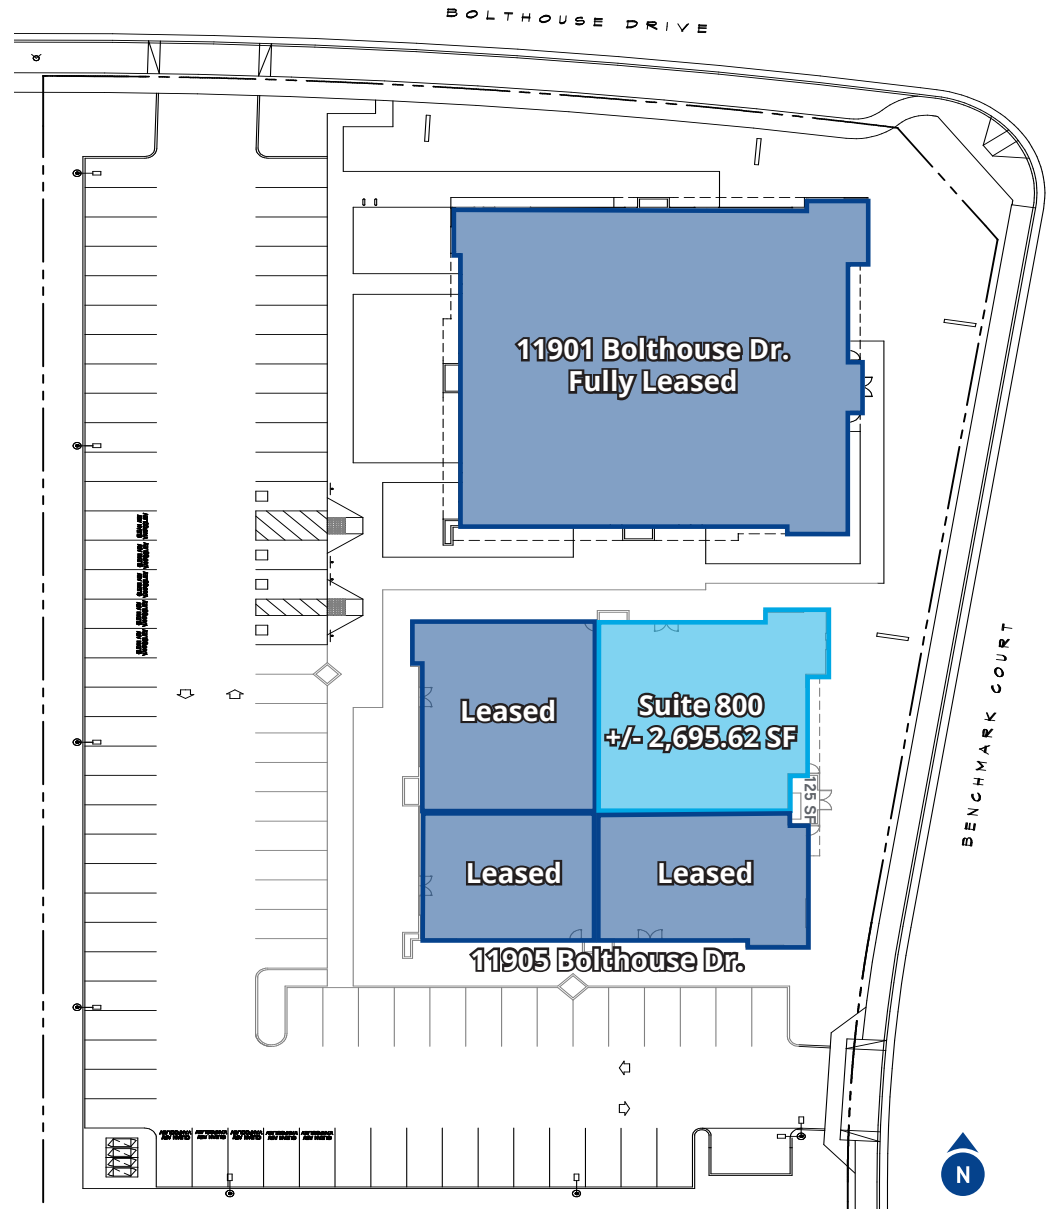 BOLTHOUSE DRIVE
11901 Bolthouse Dr.
Fully Leased
Leased
Suite 800
+/- 2,695.62 SF
125 SF
BENCHMARK COURT
Leased
Leased
11905 Bolthouse Dr.
N